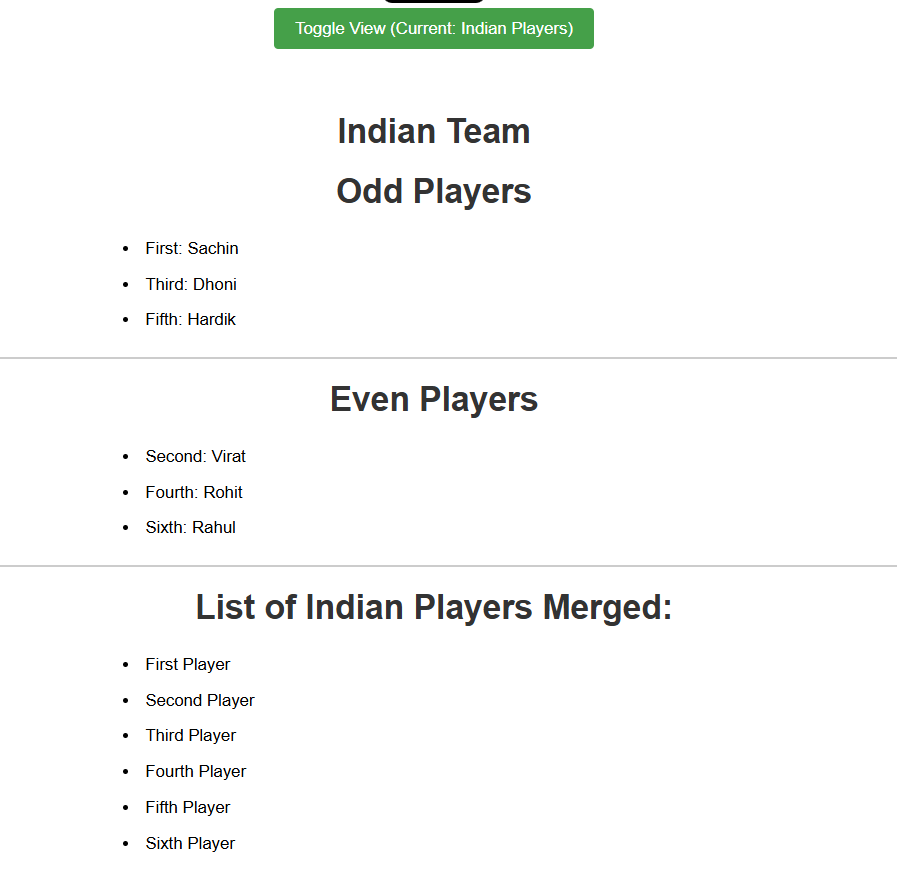 Toggle View (Current: Indian Players)
Indian Team
Odd Players
First: Sachin
Third: Dhoni
Fifth: Hardik
Even Players
Second: Virat
Fourth: Rohit
Sixth: Rahul
List of Indian Players Merged:
First Player
Second Player
Third Player
Fourth Player
Fifth Player
Sixth Player